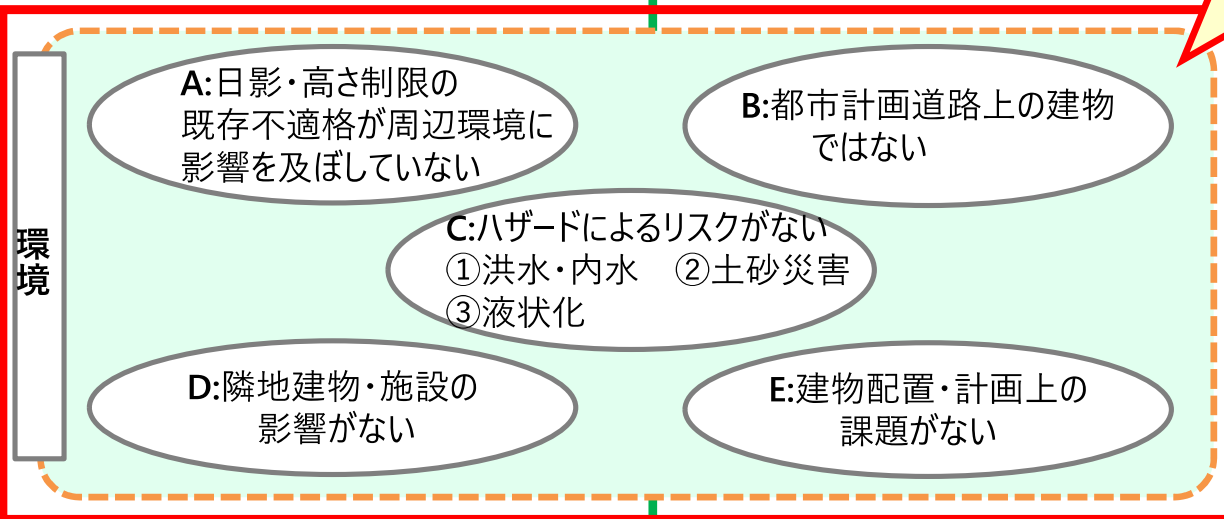 環境
A:日影・高さ制限の
既存不適格が周辺環境に
影響を及ぼしていない
B:都市計画道路上の建物
ではない
C:ハザードによるリスクがない
①洪水・内水　②土砂災害
③液状化
D:隣地建物・施設の
影響がない
E:建物配置・計画上の
課題がない